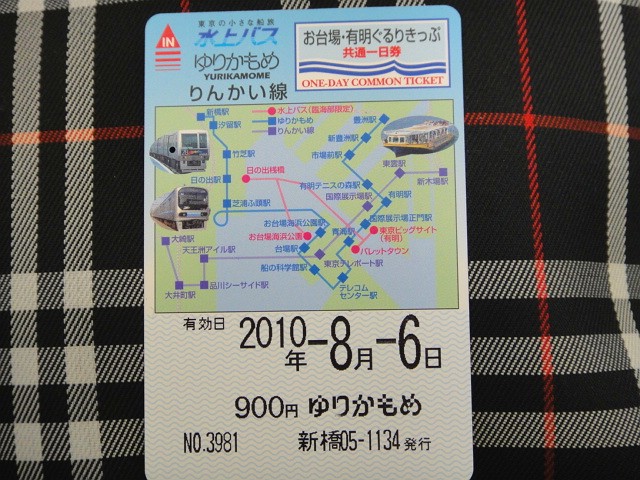 東京の小さな船旅
水上バス
IN
ゆりかもめ
YURIKAMOME
りんかい線
お台場・有明ぐるりきっぷ
共通一日券
ONE-DAY COMMON TICKET
新橋駅
汐留駅
竹芝駅
日の出駅
芝浦ふ頭駅
日の出桟橋
水上バス(臨海部限定)
ゆりかもめ
りんかい線
豊洲駅
新豊洲駅
市場前駅
東雲駅
新木場駅
有明テニスの森駅
国際展示場駅
有明駅
国際展示場正門駅
お台場海浜公園駅
お台場海浜公園
台場駅
青海駅
東京ビッグサイト
(有明)
パレットタウン
東京テレポート駅
船の科学館駅
テレコム
センター駅
大崎駅
天王洲アイル駅
大井町駅
品川シーサイド駅
有効日
2010年-8月-6日
900円 ゆりかもめ
NO.3981
新橋05-1134発行